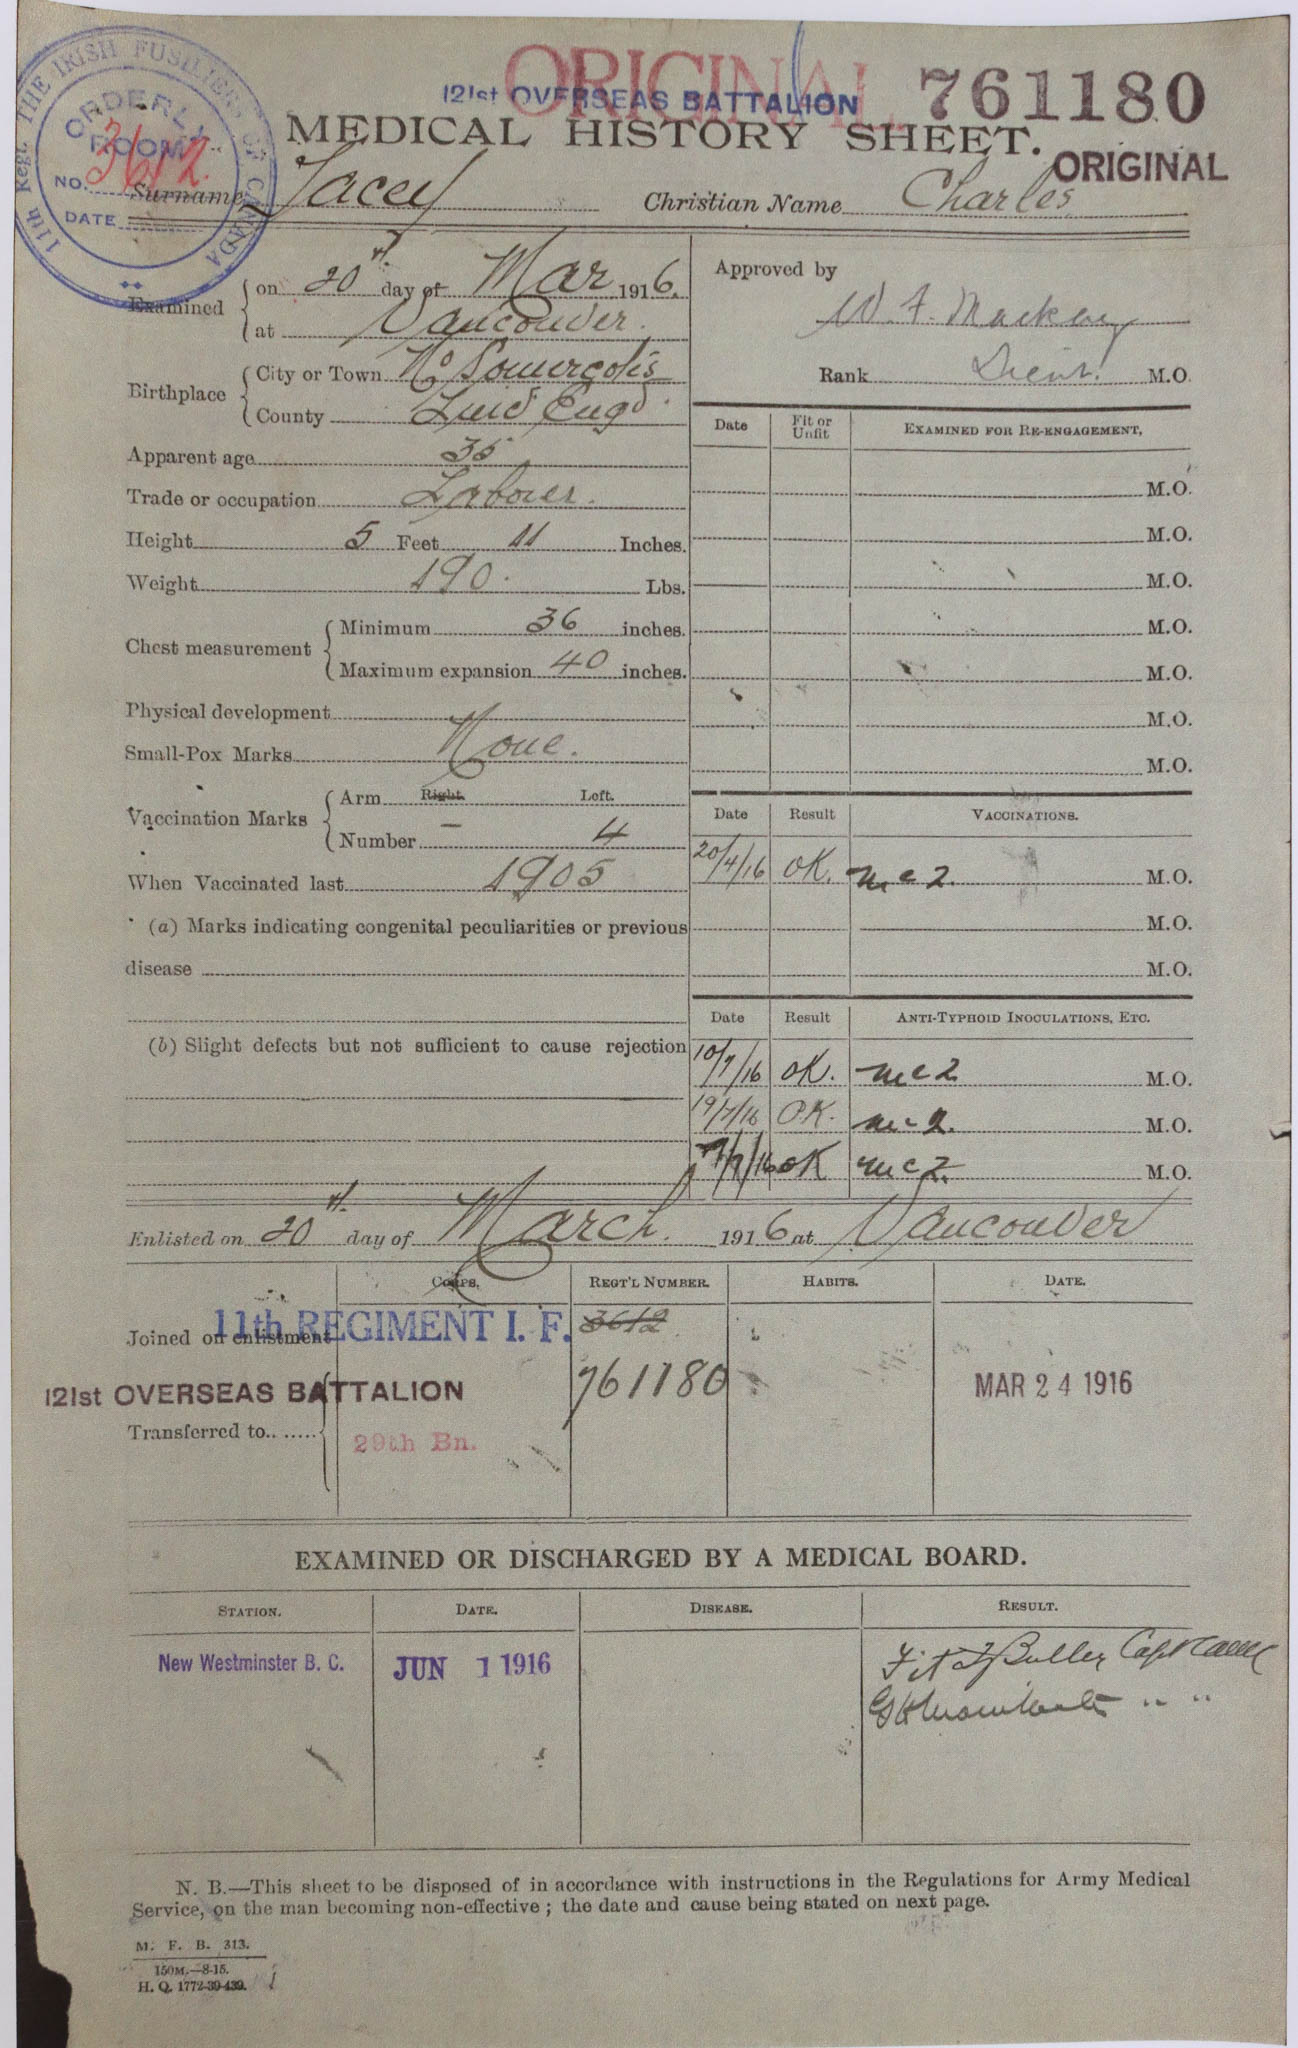 ORIGINAL
121st OVERSEAS BATTALION 761180
MEDICAL HISTORY SHEET.
ORIGINAL
11th Regt. THE IRISH FUSILIERS OF CANADA
ORDERLY
ROOM
3612.
NO.
DATE
Surname Tacey Christian Name Charles
Examined on 20th day of Mar 1916.
at Vancouver.
Birthplace City or Town No Somercotis
County Linc Engd.
Apparent age 35
Trade or occupation Laborer.
Height 5 Feet 11 Inches.
Weight 190. Lbs.
Chest measurement Minimum 36 inches.
Maximum expansion 40 inches.
Physical development
Small-Pox Marks None.
Vaccination Marks Arm Right. Left.
Number — 4
When Vaccinated last 1905
(a) Marks indicating congenital peculiarities or previous
disease
(b) Slight defects but not sufficient to cause rejection
Approved by
W. F. Mackay
Rank Lieut. M.O.
Date Fit or Unfit EXAMINED FOR RE-ENGAGEMENT,
M.O.
M.O.
M.O.
M.O.
M.O.
M.O.
M.O.
Date Result VACCINATIONS.
20/4/16 OK. M.O.
M.O.
M.O.
Date Result ANTI-TYPHOID INOCULATIONS, ETC.
10/7/16 OK. M.O.
19/7/16 O.K. M.O.
OK M.O.
Enlisted on 20th day of March. 1916 at Vancouver
CORPS. REGT'L NUMBER. HABITS. DATE.
Joined on enlistment 11th REGIMENT I. F. 3612
121st OVERSEAS BATTALION 761180 MAR 24 1916
Transferred to.. ..... 29th Bn.
EXAMINED OR DISCHARGED BY A MEDICAL BOARD.
STATION. DATE. DISEASE. RESULT.
New Westminster B. C. JUN 1 1916 Fit Buller Capt
N. B.—This sheet to be disposed of in accordance with instructions in the Regulations for Army Medical
Service, on the man becoming non-effective; the date and cause being stated on next page.
M. F. B. 313.
150M.—8-15.
H. Q. 1772-39-439.